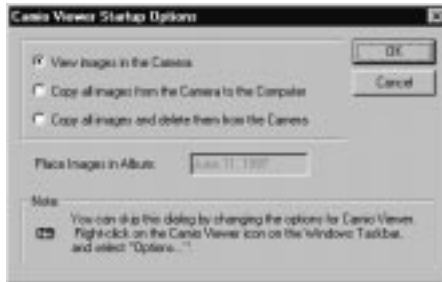 Camio Viewer Startup Options
View images in the Camera
OK
Copy all images from the Camera to the Computer
Cancel
Copy all images and delete them from the Camera
Place Images in Album:
June 11, 1997
Note:
You can skip this dialog by changing the options for Camio Viewer.
Right-click on the Camio Viewer icon on the Windows Taskbar,
and select "Options...".